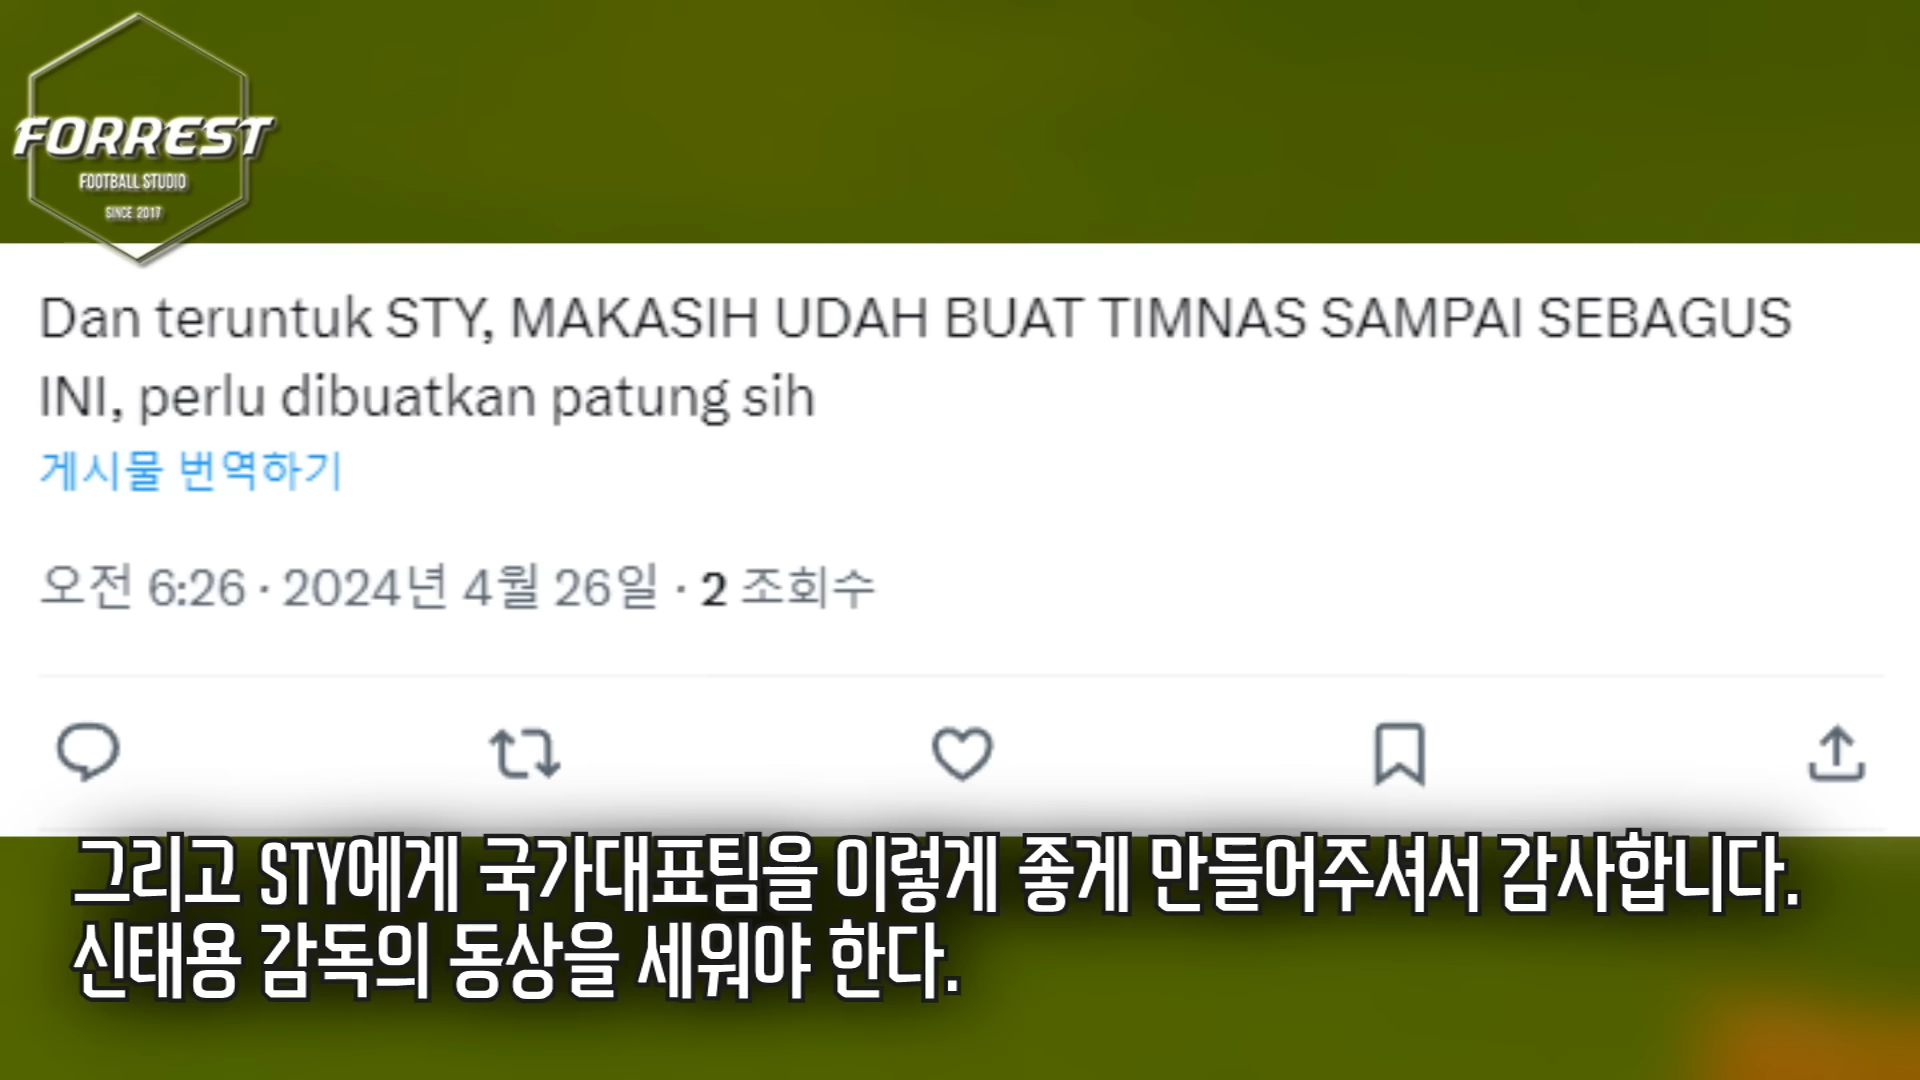 FORREST
FOOTBALL STUDIO
SINCE 2017
Dan teruntuk STY, MAKASIH UDAH BUAT TIMNAS SAMPAI SEBAGUS
INI, perlu dibuatkan patung sih
게시물 번역하기
오전 6:26 · 2024년 4월 26일 · 2 조회수
그리고 STY에게 국가대표팀을 이렇게 좋게 만들어주셔서 감사합니다.
신태용 감독의 동상을 세워야 한다.